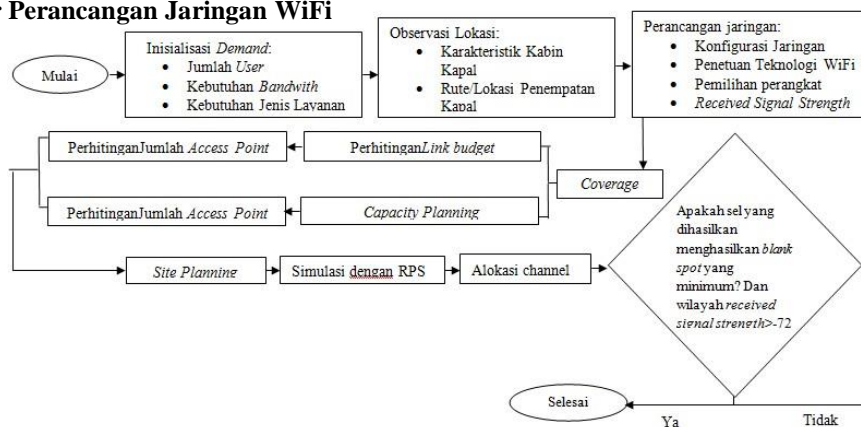 r Perancangan Jaringan WiFi
Mulai
Inisialisasi Demand:
• Jumlah User
• Kebutuhan Bandwith
• Kebutuhan Jenis Layanan
Observasi Lokasi:
• Karakteristik Kabin
Kapal
• Rute/Lokasi Penempatan
Kapal
Perancangan jaringan:
• Konfigurasi Jaringan
• Penetuan Teknologi WiFi
• Pemilihan perangkat
• Received Signal Strength
Coverage
PerhitinganLink budget
PerhitinganJumlah Access Point
Capacity Planning
PerhitinganJumlah Access Point
Site Planning
Simulasi dengan RPS
Alokasi channel
Apakah sel yang
dihasilkan
menghasilkan blank
spot yang
minimum? Dan
wilayah received
signal strength>-72
Ya
Tidak
Selesai